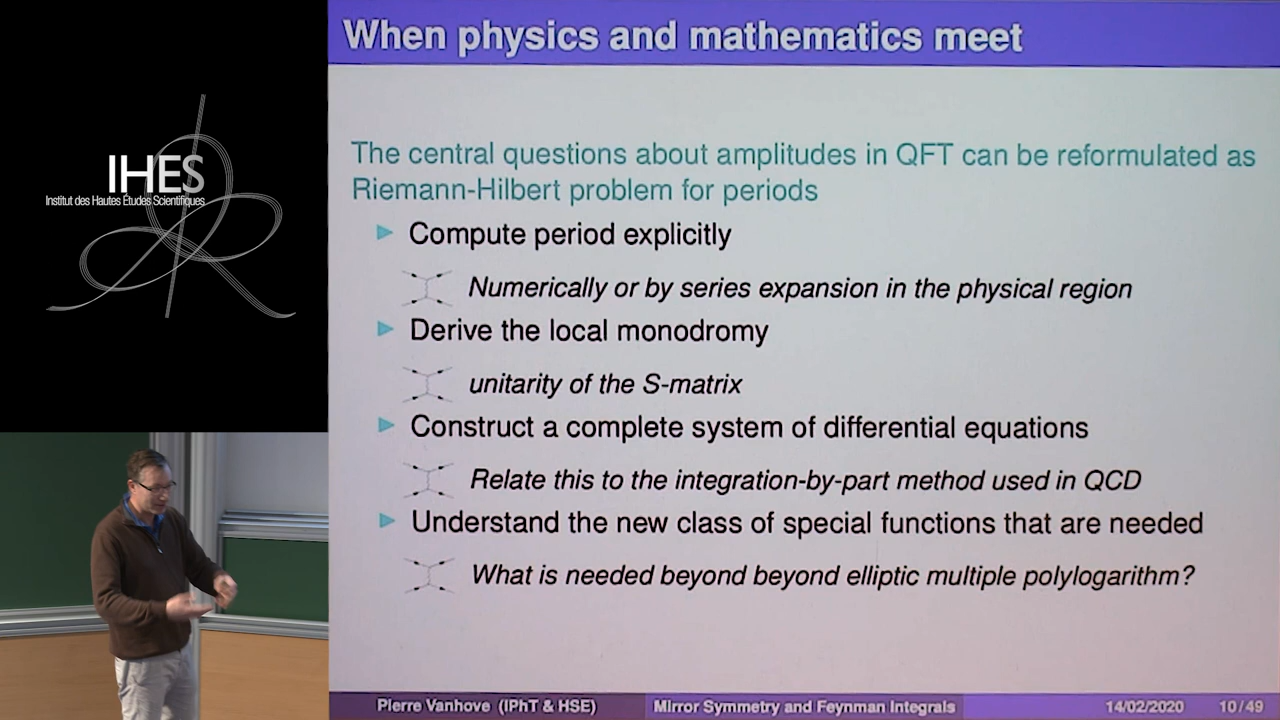 When physics and mathematics meet
IHES
Institut des Hautes Études Scientifiques
The central questions about amplitudes in QFT can be reformulated as
Riemann-Hilbert problem for periods
Compute period explicitly
Numerically or by series expansion in the physical region
Derive the local monodromy
unitarity of the S-matrix
Construct a complete system of differential equations
Relate this to the integration-by-part method used in QCD
Understand the new class of special functions that are needed
What is needed beyond beyond elliptic multiple polylogarithm?
Pierre Vanhove (IPhT & HSE) Mirror Symmetry and Feynman Integrals 14/02/2020 10/49